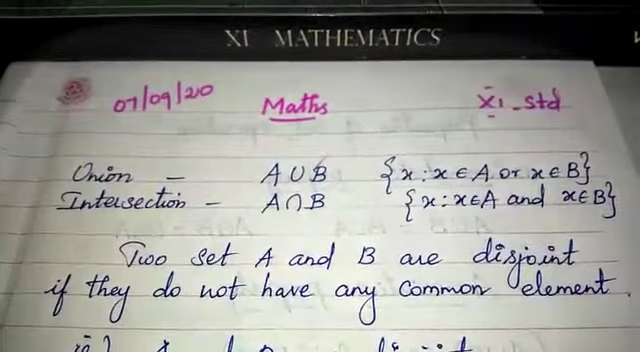 XI MATHEMATICS
07/09/20 Maths XI-std
Union - A∪B {x : x∈A or x∈B}
Intersection - A∩B {x : x∈A and x∈B}
Two set A and B are disjoint
if they do not have any common element.